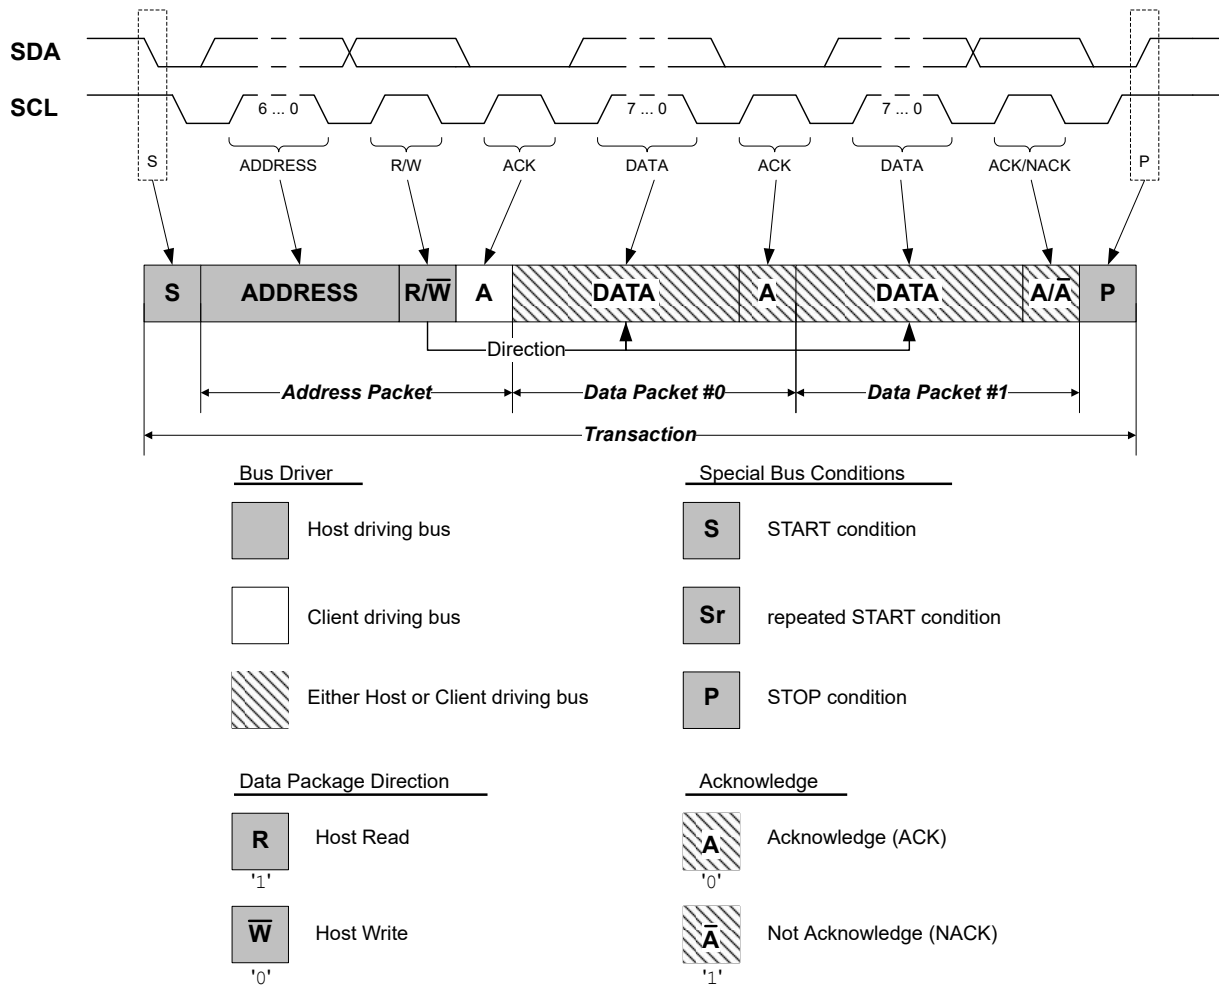 SDA
SCL
6 ... 0
7 ... 0
7 ... 0
S
ADDRESS
R/W
ACK
DATA
ACK
DATA
ACK/NACK
P
S
ADDRESS
R/W̅
A
DATA
A
DATA
A/A̅
P
Direction
Address Packet
Data Packet #0
Data Packet #1
Transaction
Bus Driver
Special Bus Conditions
Host driving bus
S
START condition
Client driving bus
Sr
repeated START condition
Either Host or Client driving bus
P
STOP condition
Data Package Direction
Acknowledge
R
Host Read
'1'
A
Acknowledge (ACK)
'0'
W̅
Host Write
'0'
A̅
Not Acknowledge (NACK)
'1'